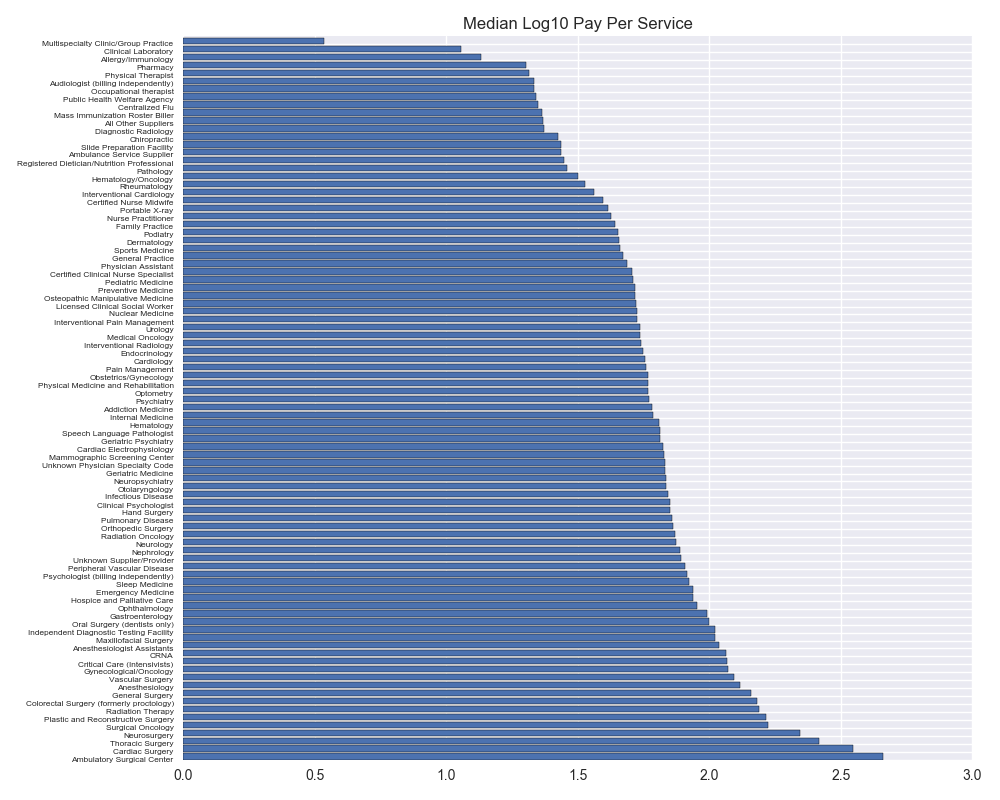 Median Log10 Pay Per Service
Multispecialty Clinic/Group Practice
Clinical Laboratory
Allergy/Immunology
Pharmacy
Physical Therapist
Audiologist (billing independently)
Occupational therapist
Public Health Welfare Agency
Centralized Flu
Mass Immunization Roster Biller
All Other Suppliers
Diagnostic Radiology
Chiropractic
Slide Preparation Facility
Ambulance Service Supplier
Registered Dietician/Nutrition Professional
Pathology
Hematology/Oncology
Rheumatology
Interventional Cardiology
Certified Nurse Midwife
Portable X-ray
Nurse Practitioner
Family Practice
Podiatry
Dermatology
Sports Medicine
General Practice
Physician Assistant
Certified Clinical Nurse Specialist
Pediatric Medicine
Preventive Medicine
Osteopathic Manipulative Medicine
Licensed Clinical Social Worker
Nuclear Medicine
Interventional Pain Management
Urology
Medical Oncology
Interventional Radiology
Endocrinology
Cardiology
Pain Management
Obstetrics/Gynecology
Physical Medicine and Rehabilitation
Optometry
Psychiatry
Addiction Medicine
Internal Medicine
Hematology
Speech Language Pathologist
Geriatric Psychiatry
Cardiac Electrophysiology
Mammographic Screening Center
Unknown Physician Specialty Code
Geriatric Medicine
Neuropsychiatry
Otolaryngology
Infectious Disease
Clinical Psychologist
Hand Surgery
Pulmonary Disease
Orthopedic Surgery
Radiation Oncology
Neurology
Nephrology
Unknown Supplier/Provider
Peripheral Vascular Disease
Psychologist (billing independently)
Sleep Medicine
Emergency Medicine
Hospice and Palliative Care
Ophthalmology
Gastroenterology
Oral Surgery (dentists only)
Independent Diagnostic Testing Facility
Maxillofacial Surgery
Anesthesiologist Assistants
CRNA
Critical Care (Intensivists)
Gynecological/Oncology
Vascular Surgery
Anesthesiology
General Surgery
Colorectal Surgery (formerly proctology)
Radiation Therapy
Plastic and Reconstructive Surgery
Surgical Oncology
Neurosurgery
Thoracic Surgery
Cardiac Surgery
Ambulatory Surgical Center
0.0 0.5 1.0 1.5 2.0 2.5 3.0